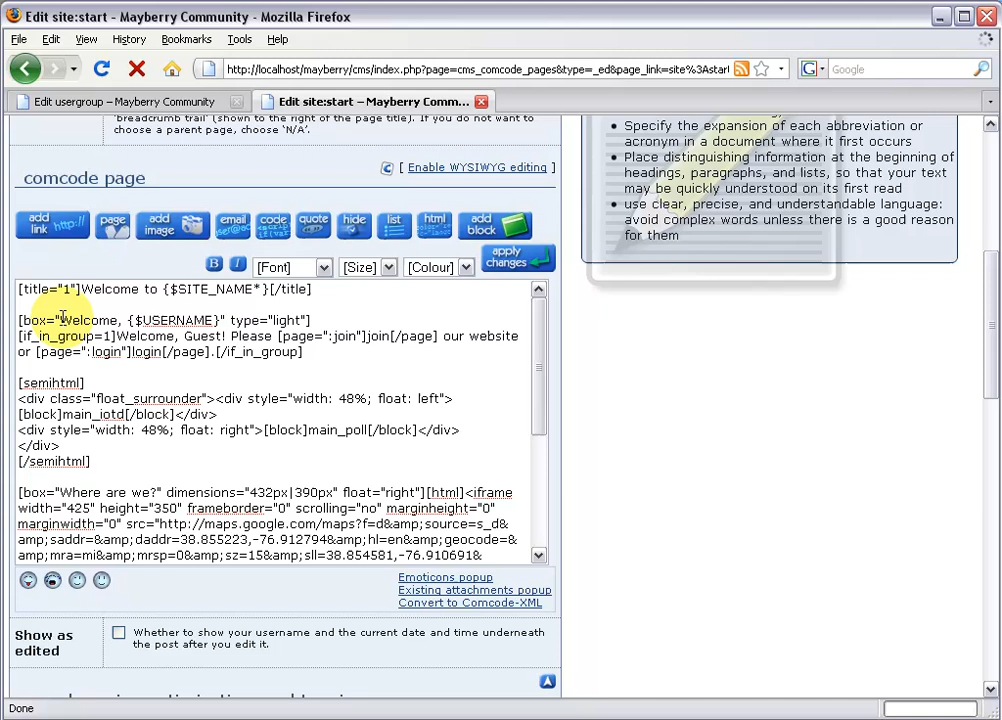 Edit site:start - Mayberry Community - Mozilla Firefox
File Edit View History Bookmarks Tools Help
http://localhost/mayberry/cms/index.php?page=cms_comcode_pages&type=_ed&page_link=site%3Astart
Google
Edit usergroup — Mayberry Community
Edit site:start — Mayberry Comm...
'breadcrumb trail' (shown to the right of the page title). If you do not want to
choose a parent page, choose 'N/A'.
[ Enable WYSIWYG editing ]
comcode page
add link http://
page
add image
email user@ac
code
quote
hide
list
html
add block
apply changes
B I [Font] [Size] [Colour]
[title="1"]Welcome to {$SITE_NAME*}[/title]
[box="Welcome, {$USERNAME}" type="light"]
[if_in_group=1]Welcome, Guest! Please [page=":join"]join[/page] our website
or [page=":login"]login[/page].[/if_in_group]
[semihtml]
<div class="float_surrounder"><div style="width: 48%; float: left">
[block]main_iotd[/block]</div>
<div style="width: 48%; float: right">[block]main_poll[/block]</div>
</div>
[/semihtml]
[box="Where are we?" dimensions="432px|390px" float="right"][html]<iframe
width="425" height="350" frameborder="0" scrolling="no" marginheight="0"
marginwidth="0" src="http://maps.google.com/maps?f=d&amp;source=s_d&
amp;saddr=&amp;daddr=38.855223,-76.912794&amp;hl=en&amp;geocode=&
amp;mra=mi&amp;mrsp=0&amp;sz=15&amp;sll=38.854581,-76.910691&
Emoticons popup
Existing attachments popup
Convert to Comcode-XML
Show as
edited
Whether to show your username and the current date and time underneath
the post after you edit it.
Specify the expansion of each abbreviation or
acronym in a document where it first occurs
Place distinguishing information at the beginning of
headings, paragraphs, and lists, so that your text
may be quickly understood on its first read
use clear, precise, and understandable language:
avoid complex words unless there is a good reason
for them
Done